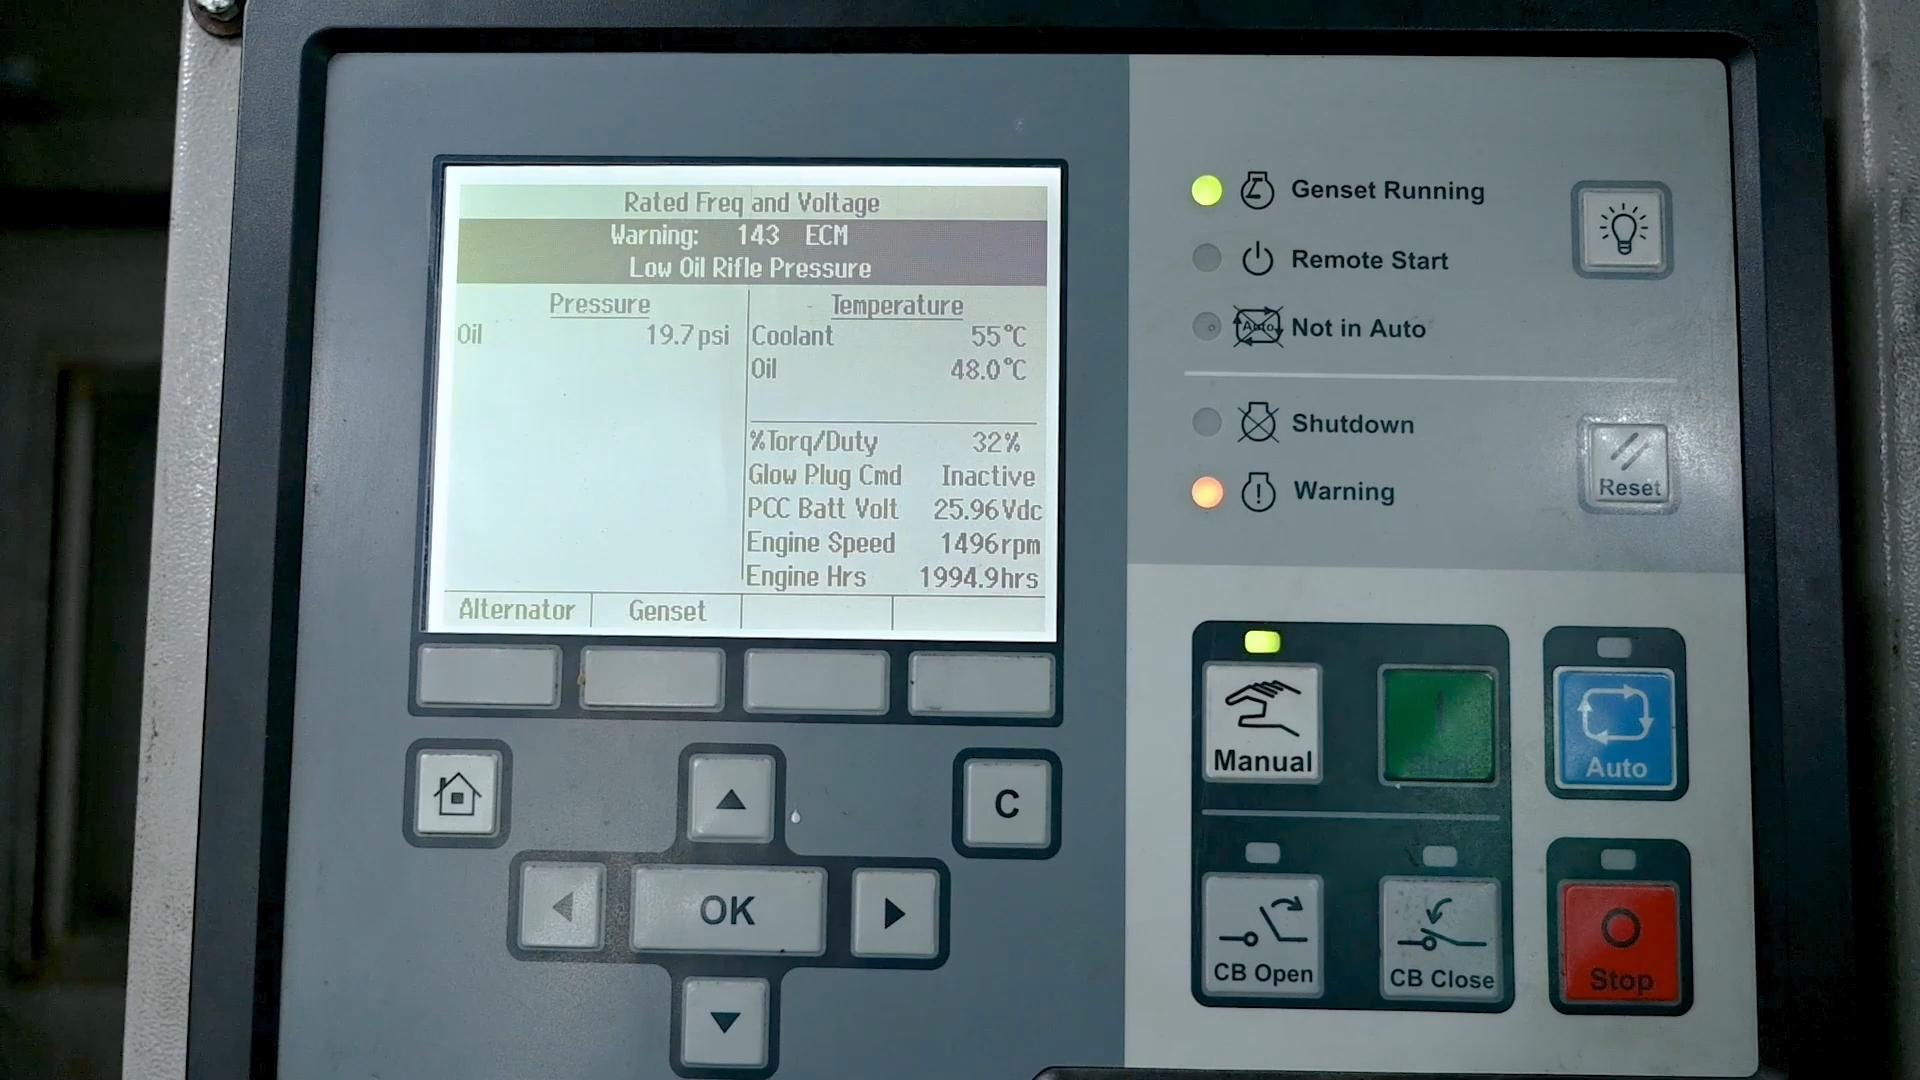 Rated Freq and Voltage
Warning: 143 ECM
Low Oil Rifle Pressure
Pressure
Oil 19.7psi
Temperature
Coolant 55°C
Oil 48.0°C
%Torq/Duty 32%
Glow Plug Cmd Inactive
PCC Batt Volt 25.96Vdc
Engine Speed 1496rpm
Engine Hrs 1994.9hrs
Alternator Genset
C
OK
Genset Running
Remote Start
Auto Not in Auto
Shutdown
Warning
Reset
Manual
Auto
CB Open
CB Close
Stop